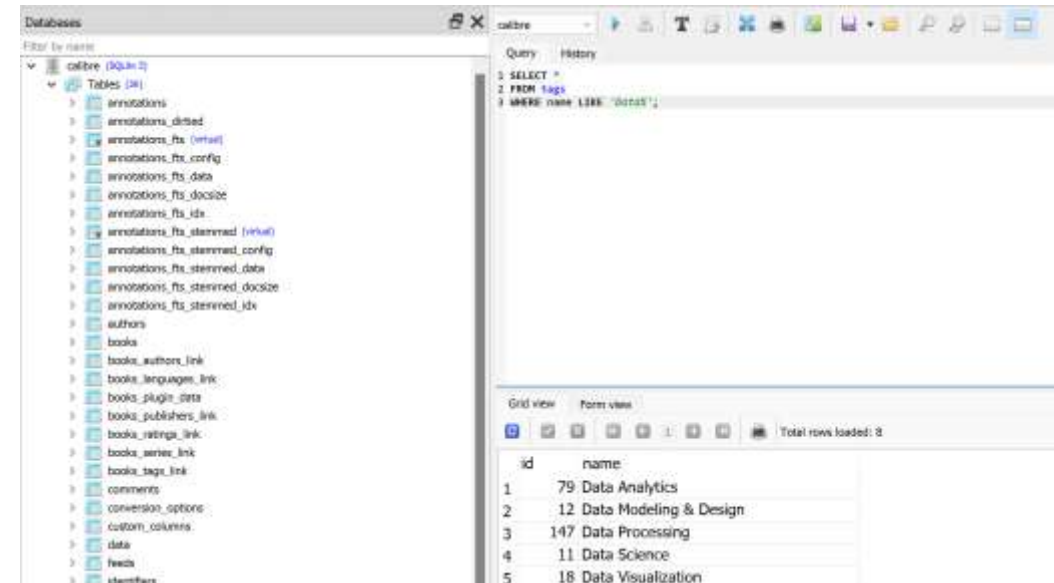 Databases
Filter by name
calibre (SQLite 3)
Tables
annotations
annotations_dirtied
annotations_fts (virtual)
annotations_fts_config
annotations_fts_data
annotations_fts_docsize
annotations_fts_idx
annotations_fts_stemmed (virtual)
annotations_fts_stemmed_config
annotations_fts_stemmed_data
annotations_fts_stemmed_docsize
annotations_fts_stemmed_idx
authors
books
books_authors_link
books_languages_link
books_plugin_data
books_publishers_link
books_ratings_link
books_series_link
books_tags_link
comments
conversion_options
custom_columns
data
feeds
identifiers
calibre
Query History
1 SELECT *
2 FROM tags
3 WHERE name LIKE 'Data%';
Grid view Form view
1 Total rows loaded: 8
id name
1 79 Data Analytics
2 12 Data Modeling & Design
3 147 Data Processing
4 11 Data Science
5 18 Data Visualization